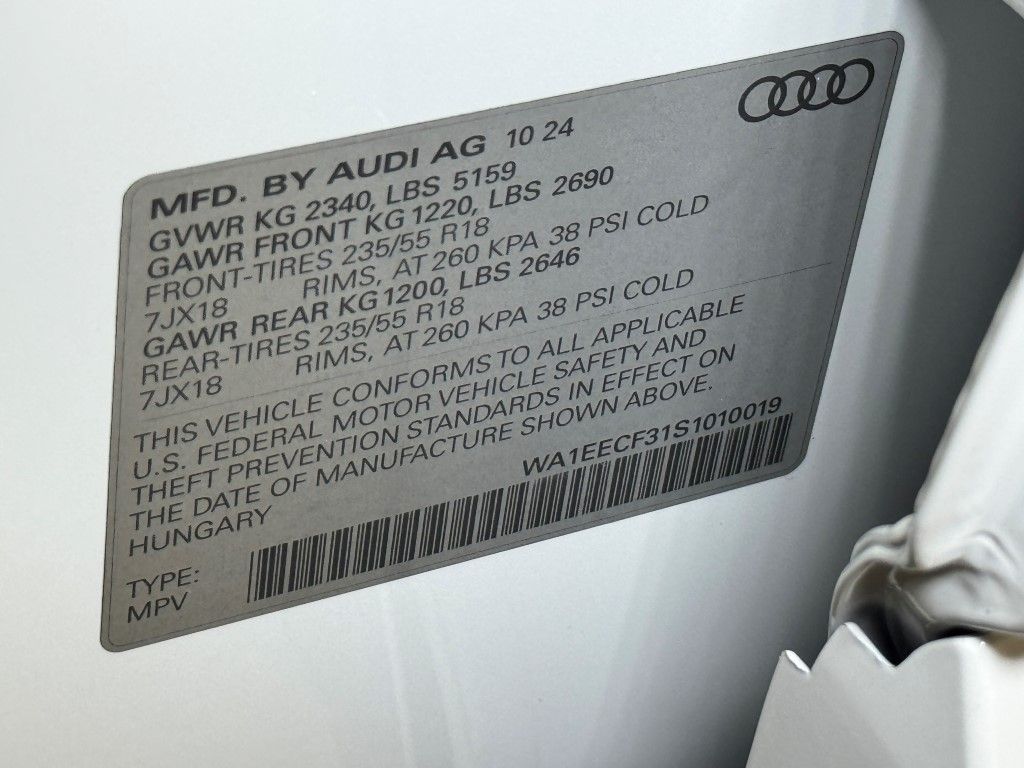 MFD. BY AUDI AG 10 24
GVWR KG 2340, LBS 5159
GAWR FRONT KG 1220, LBS 2690
FRONT-TIRES 235/55 R18
7JX18 RIMS, AT 260 KPA 38 PSI COLD
GAWR REAR KG 1200, LBS 2646
REAR-TIRES 235/55 R18
7JX18 RIMS, AT 260 KPA 38 PSI COLD
THIS VEHICLE CONFORMS TO ALL APPLICABLE
U.S. FEDERAL MOTOR VEHICLE SAFETY AND
THEFT PREVENTION STANDARDS IN EFFECT ON
THE DATE OF MANUFACTURE SHOWN ABOVE.
HUNGARY WA1EECF31S1010019
TYPE:
MPV